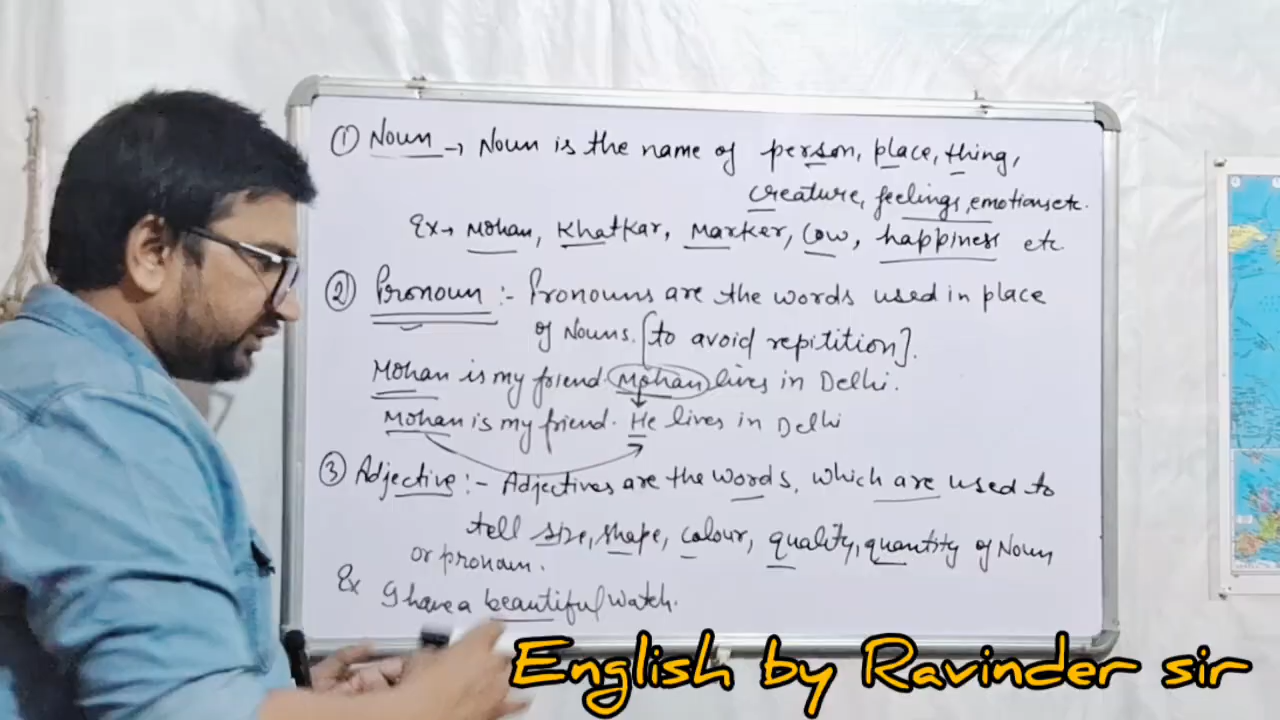 ① Noun → Noun is the name of person, place, thing,
creature, feelings, emotions etc.
Ex → Mohan, Khatkar, Marker, Cow, happiness etc
② Pronoun :- Pronouns are the words used in place
of Nouns. [to avoid repitition].
Mohan is my friend. Mohan lives in Delhi.
Mohan is my friend. He lives in Delhi
③ Adjective :- Adjectives are the words, which are used to
tell size, shape, colour, quality, quantity of Noun
or pronoun.
Ex I have a beautiful watch.
English by Ravinder sir